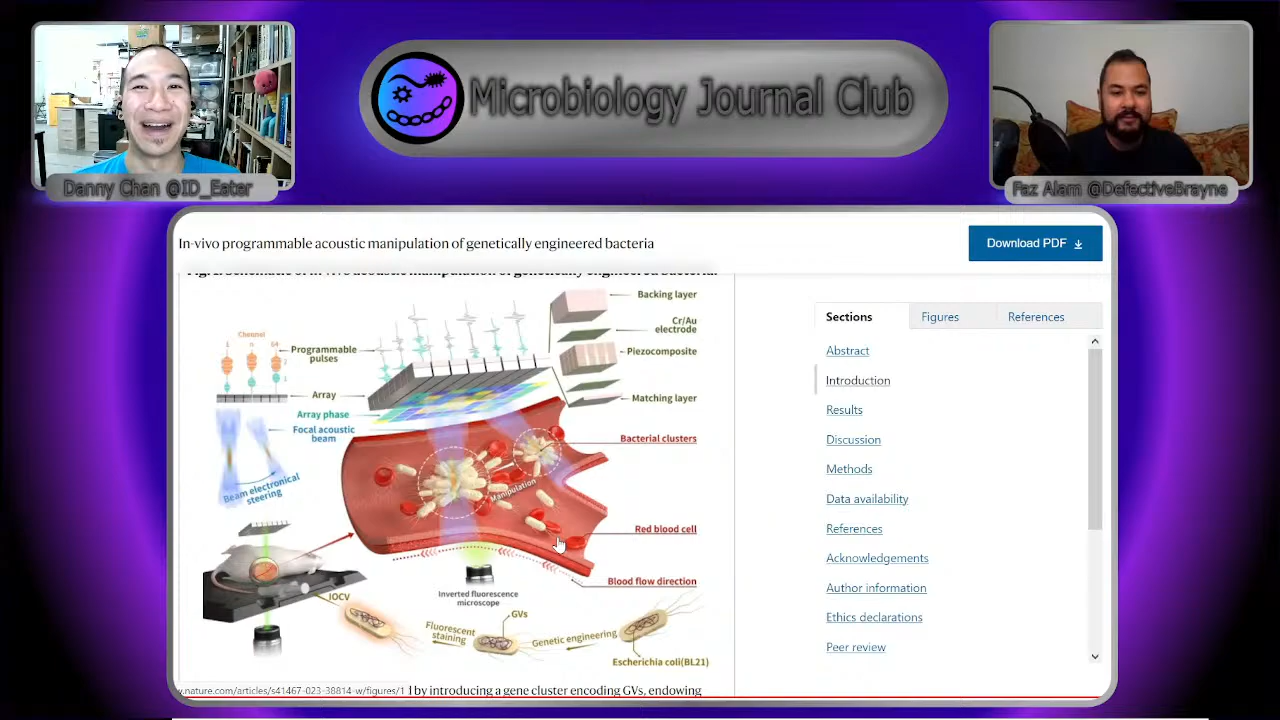 Microbiology Journal Club
Danny Chan @ID_Eater
Faz Alam @DefectiveBrayne
In-vivo programmable acoustic manipulation of genetically engineered bacteria
Download PDF
Channel
1 n 64
2
1
Programmable
pulses
Array
Array phase
Focal acoustic
beam
Beam electronical
steering
Backing layer
Cr/Au
electrode
Piezocomposite
Matching layer
Bacterial clusters
Manipulation
Red blood cell
Blood flow direction
Inverted fluorescence
microscope
IOCV
Fluorescent
staining
GVs
Genetic engineering
Escherichia coli(BL21)
d by introducing a gene cluster encoding GVs, endowing
Sections
Figures
References
Abstract
Introduction
Results
Discussion
Methods
Data availability
References
Acknowledgements
Author information
Ethics declarations
Peer review
w.nature.com/articles/s41467-023-38814-w/figures/1